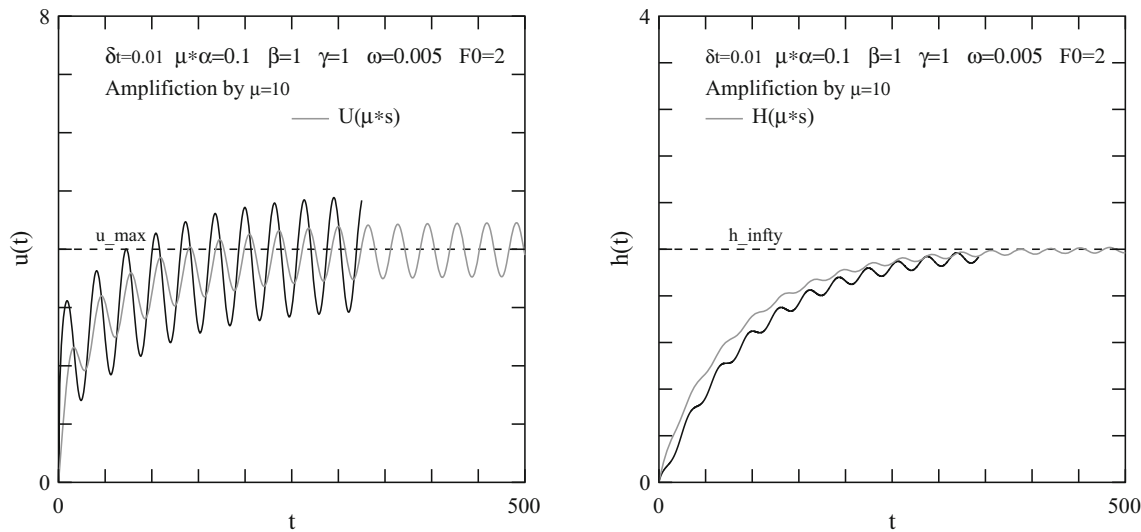 8
δt=0.01 μ*α=0.1 β=1 γ=1 ω=0.005 F0=2
Amplifiction by μ=10
U(μ*s)
u_max
u(t)
0
0 500
t
4
δt=0.01 μ*α=0.1 β=1 γ=1 ω=0.005 F0=2
Amplifiction by μ=10
H(μ*s)
h_infty
h(t)
0
0 500
t